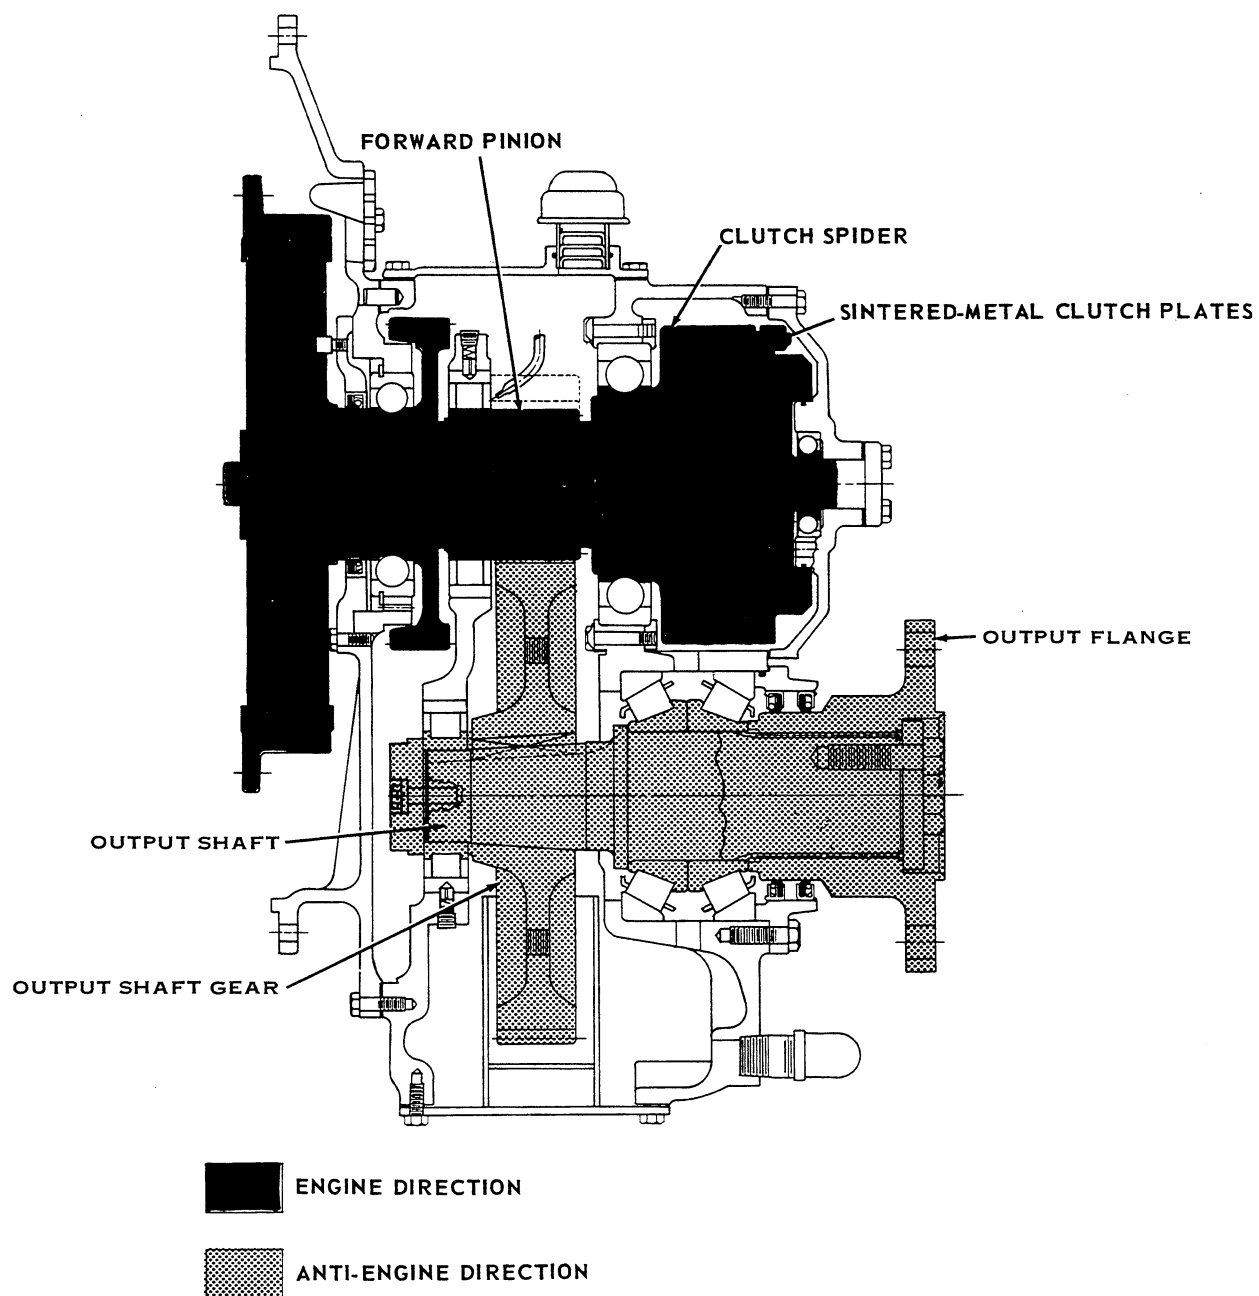 FORWARD PINION
CLUTCH SPIDER
SINTERED-METAL CLUTCH PLATES
OUTPUT FLANGE
OUTPUT SHAFT
OUTPUT SHAFT GEAR
ENGINE DIRECTION
ANTI-ENGINE DIRECTION